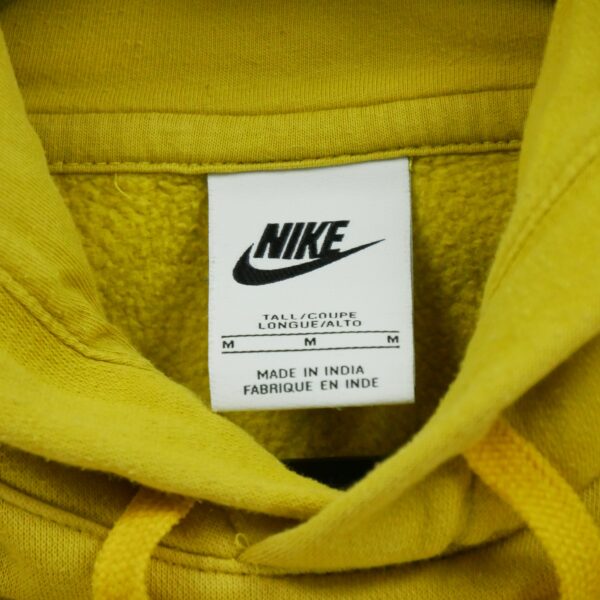 NIKE
TALL/COUPE
LONGUE/ALTO
M M M
MADE IN INDIA
FABRIQUE EN INDE